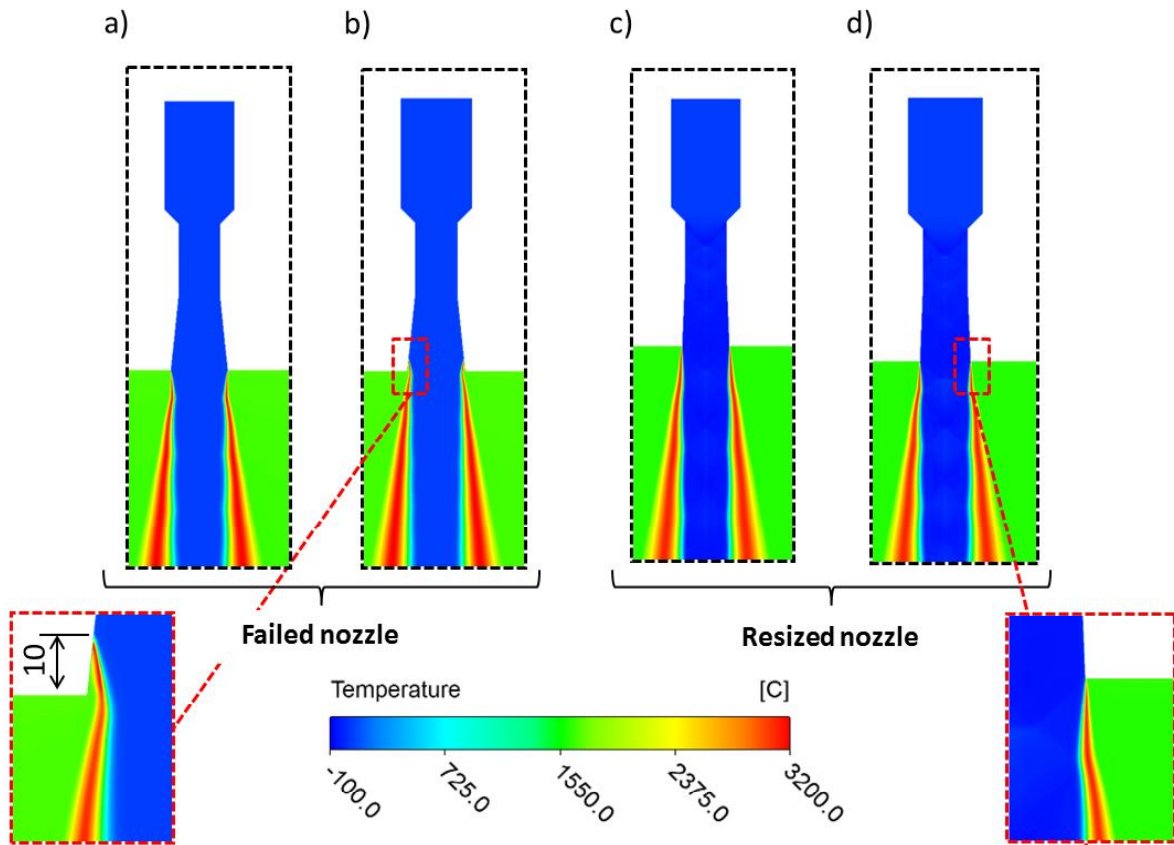 a)
b)
c)
d)
10
Failed nozzle
Resized nozzle
Temperature
[C]
-100.0
725.0
1550.0
2375.0
3200.0